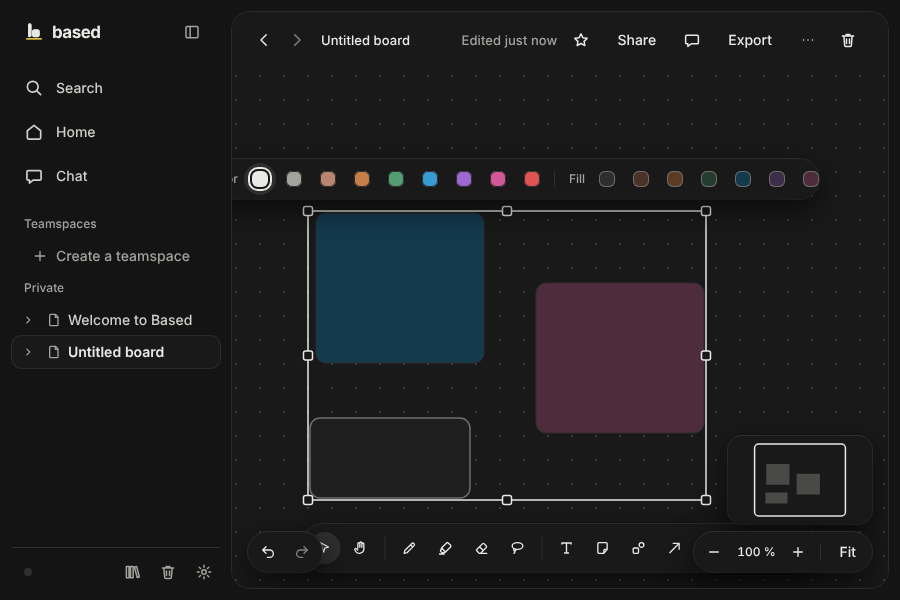 based
Search
Home
Chat
Teamspaces
Create a teamspace
Private
Welcome to Based
Untitled board
Untitled board
Edited just now
Share
Export
Fill
100 %
Fit